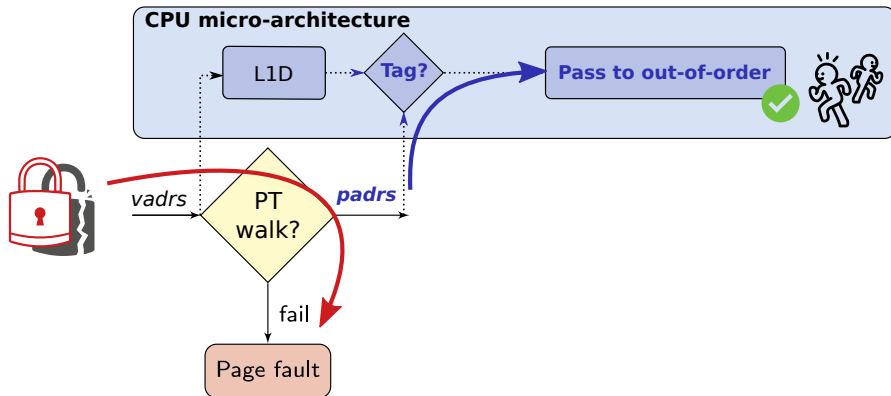 CPU micro-architecture
L1D
Tag?
Pass to out-of-order
vadrs
PT
walk?
padrs
fail
Page fault